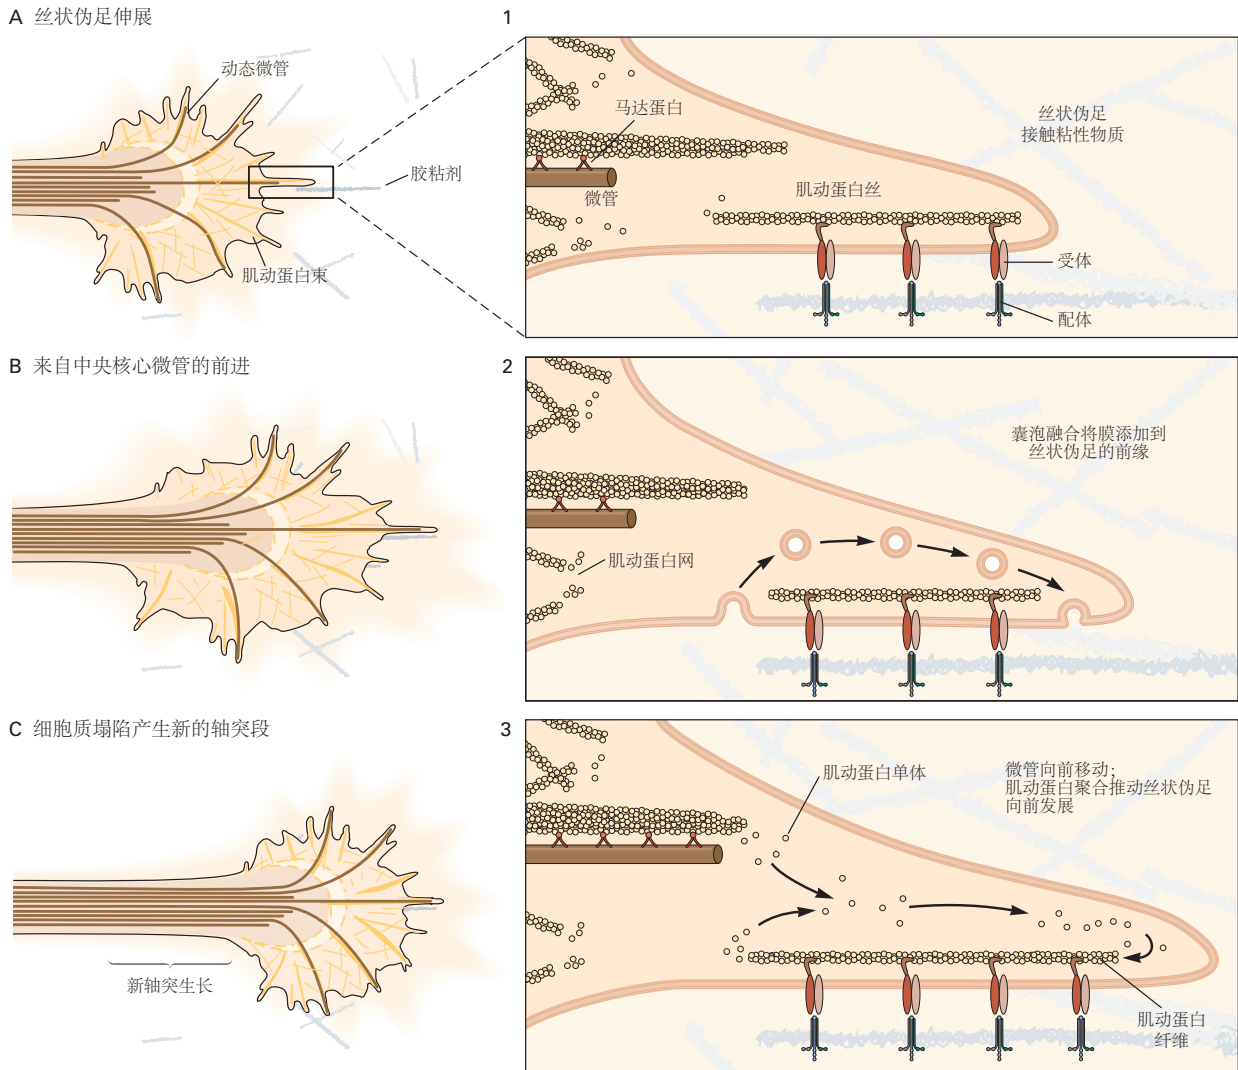 A 丝状伪足伸展
动态微管
胶粘剂
肌动蛋白束
1
马达蛋白
微管
肌动蛋白丝
丝状伪足
接触粘性物质
受体
配体
B 来自中央核心微管的前进
2
囊泡融合将膜添加到
丝状伪足的前缘
肌动蛋白网
C 细胞质塌陷产生新的轴突段
新轴突生长
3
肌动蛋白单体
微管向前移动;
肌动蛋白聚合推动丝状伪足
向前发展
肌动蛋白
纤维